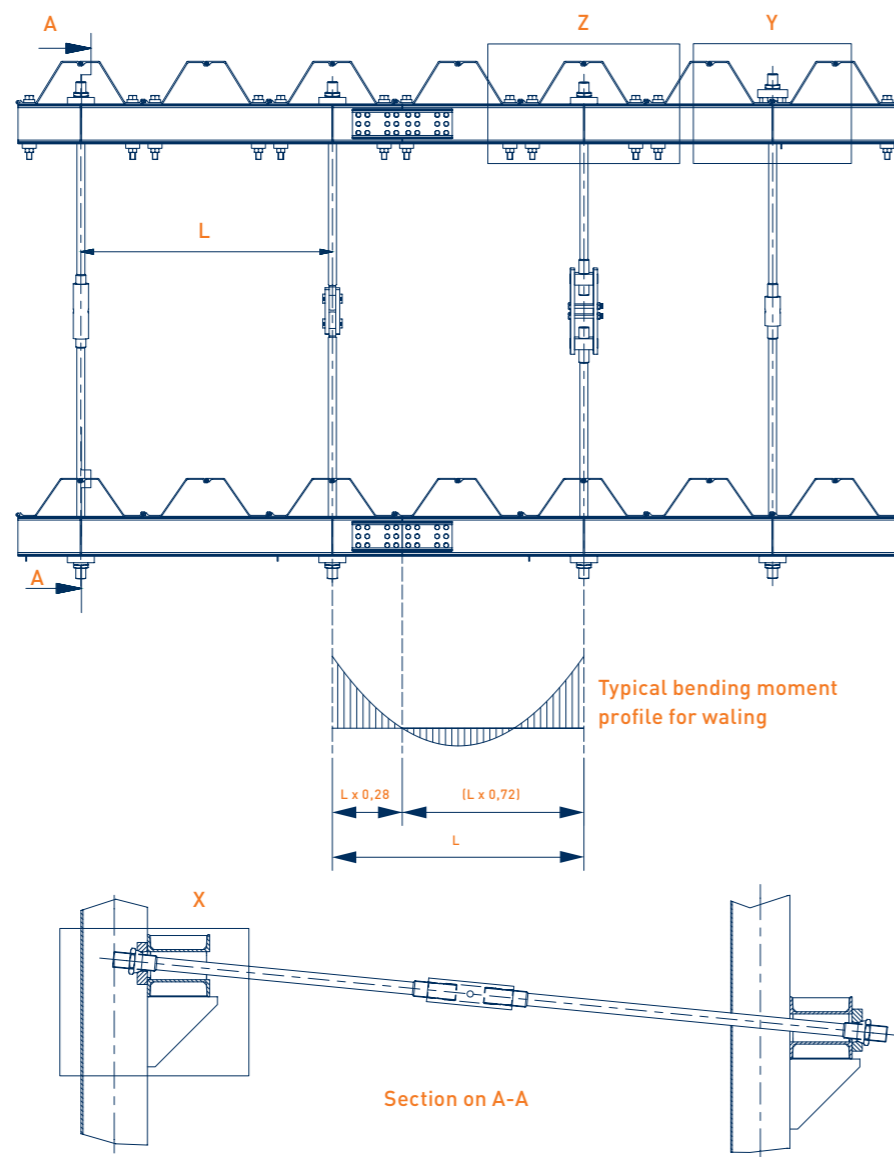 A
Z
Y
L
A
Typical bending moment
profile for waling
L x 0,28
(L x 0,72)
L
X
Section on A-A